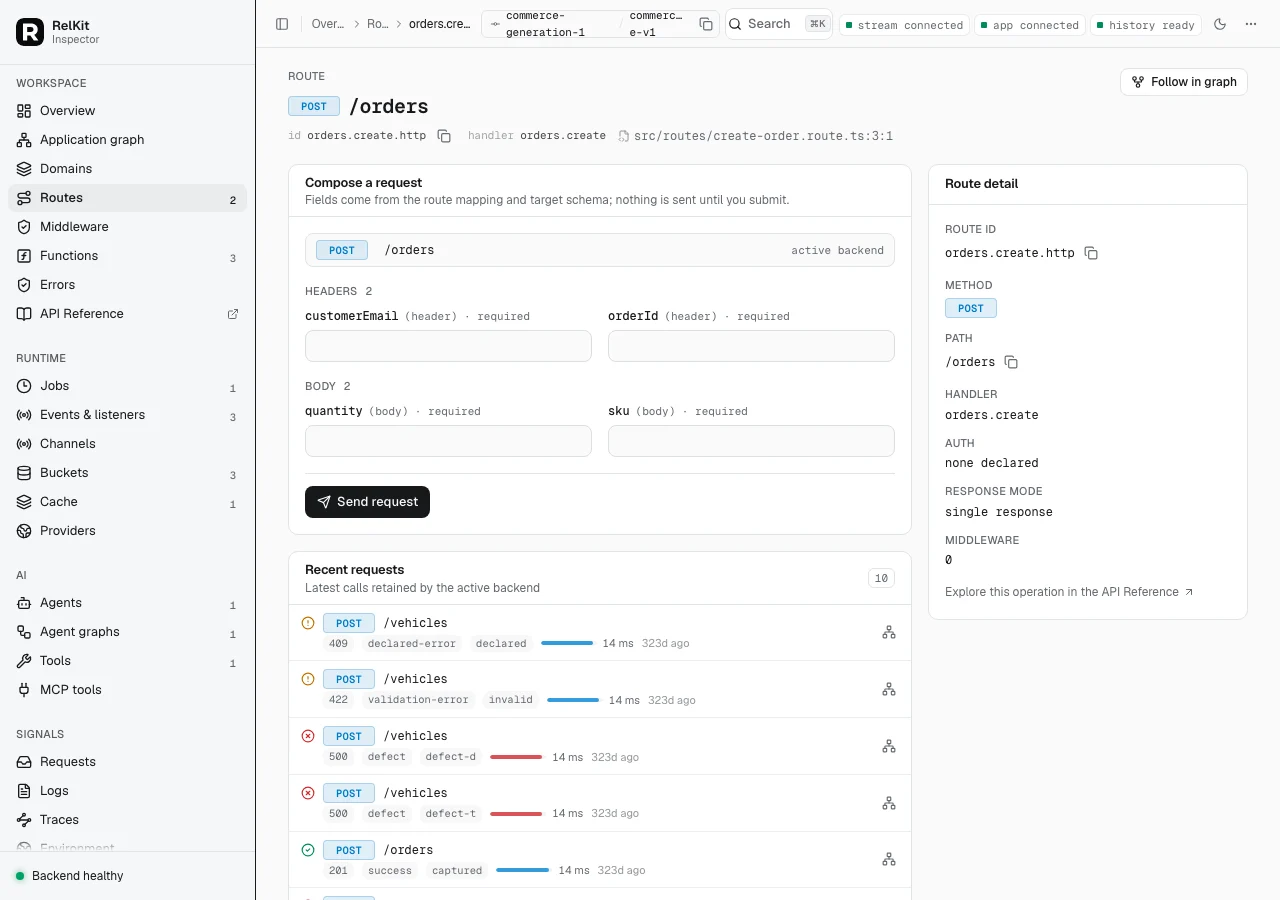 RelKit
Inspector
WORKSPACE
Overview
Application graph
Domains
Routes 2
Middleware
Functions 3
Errors
API Reference
RUNTIME
Jobs 1
Events & listeners 3
Channels
Buckets 3
Cache 1
Providers
AI
Agents 1
Agent graphs 1
Tools 1
MCP tools
SIGNALS
Requests
Logs
Traces
Environment
Backend healthy
Over... > Ro... > orders.cre...
commerce-generation-1 / commerc...e-v1
Search ⌘K
stream connected
app connected
history ready
ROUTE
POST /orders
id orders.create.http handler orders.create src/routes/create-order.route.ts:3:1
Follow in graph
Compose a request
Fields come from the route mapping and target schema; nothing is sent until you submit.
POST /orders active backend
HEADERS 2
customerEmail (header) · required orderId (header) · required
BODY 2
quantity (body) · required sku (body) · required
Send request
Recent requests
Latest calls retained by the active backend
10
POST /vehicles
409 declared-error declared 14 ms 323d ago
POST /vehicles
422 validation-error invalid 14 ms 323d ago
POST /vehicles
500 defect defect-d 14 ms 323d ago
POST /vehicles
500 defect defect-t 14 ms 323d ago
POST /orders
201 success captured 14 ms 323d ago
Route detail
ROUTE ID
orders.create.http
METHOD
POST
PATH
/orders
HANDLER
orders.create
AUTH
none declared
RESPONSE MODE
single response
MIDDLEWARE
0
Explore this operation in the API Reference